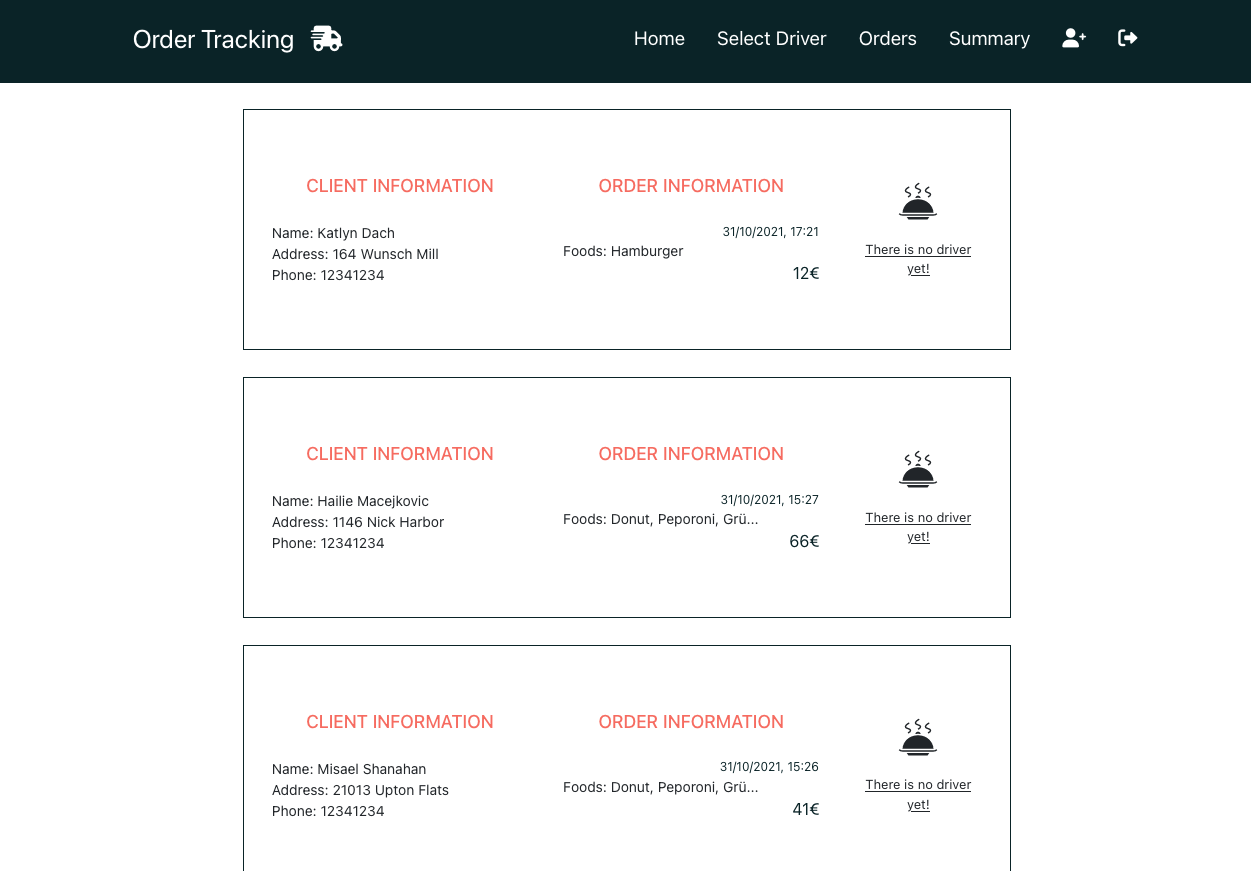 Order Tracking
Home Select Driver Orders Summary
CLIENT INFORMATION
Name: Katlyn Dach
Address: 164 Wunsch Mill
Phone: 12341234
ORDER INFORMATION
31/10/2021, 17:21
Foods: Hamburger
12€
There is no driver
yet!
CLIENT INFORMATION
Name: Hailie Macejkovic
Address: 1146 Nick Harbor
Phone: 12341234
ORDER INFORMATION
31/10/2021, 15:27
Foods: Donut, Peporoni, Grü...
66€
There is no driver
yet!
CLIENT INFORMATION
Name: Misael Shanahan
Address: 21013 Upton Flats
Phone: 12341234
ORDER INFORMATION
31/10/2021, 15:26
Foods: Donut, Peporoni, Grü...
41€
There is no driver
yet!